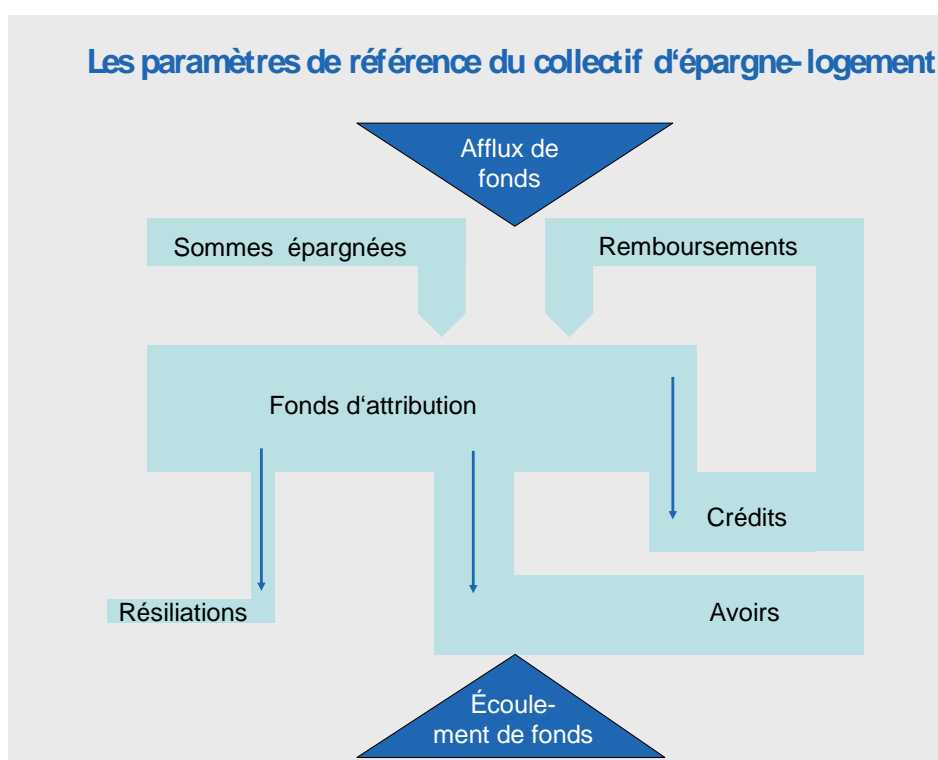 Les paramètres de référence du collectif d‘épargne-logement
Afflux de
fonds
Sommes épargnées
Remboursements
Fonds d‘attribution
Crédits
Résiliations
Avoirs
Écoule-
ment de fonds